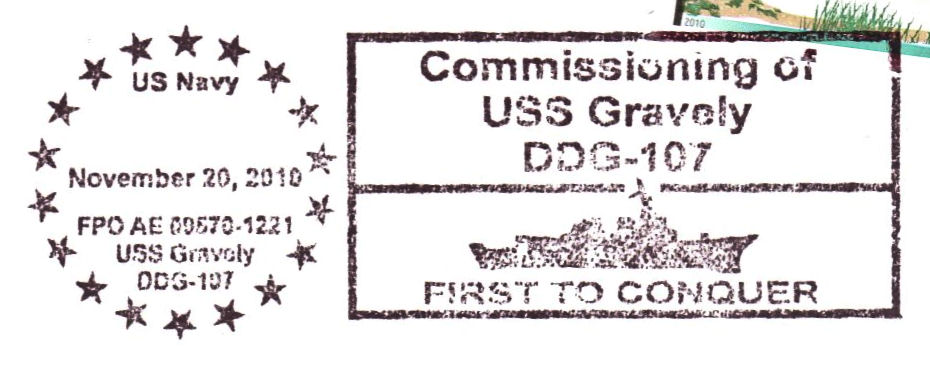 2010
US Navy
November 20, 2010
FPO AE 09570-1221
USS Gravely
DDG-107
Commissioning of
USS Gravely
DDG-107
FIRST TO CONQUER